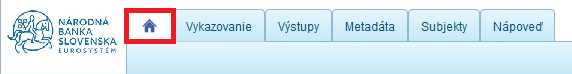 NÁRODNÁ
BANKA
SLOVENSKA
EUROSYSTÉM
Vykazovanie
Výstupy
Metadáta
Subjekty
Nápoveď